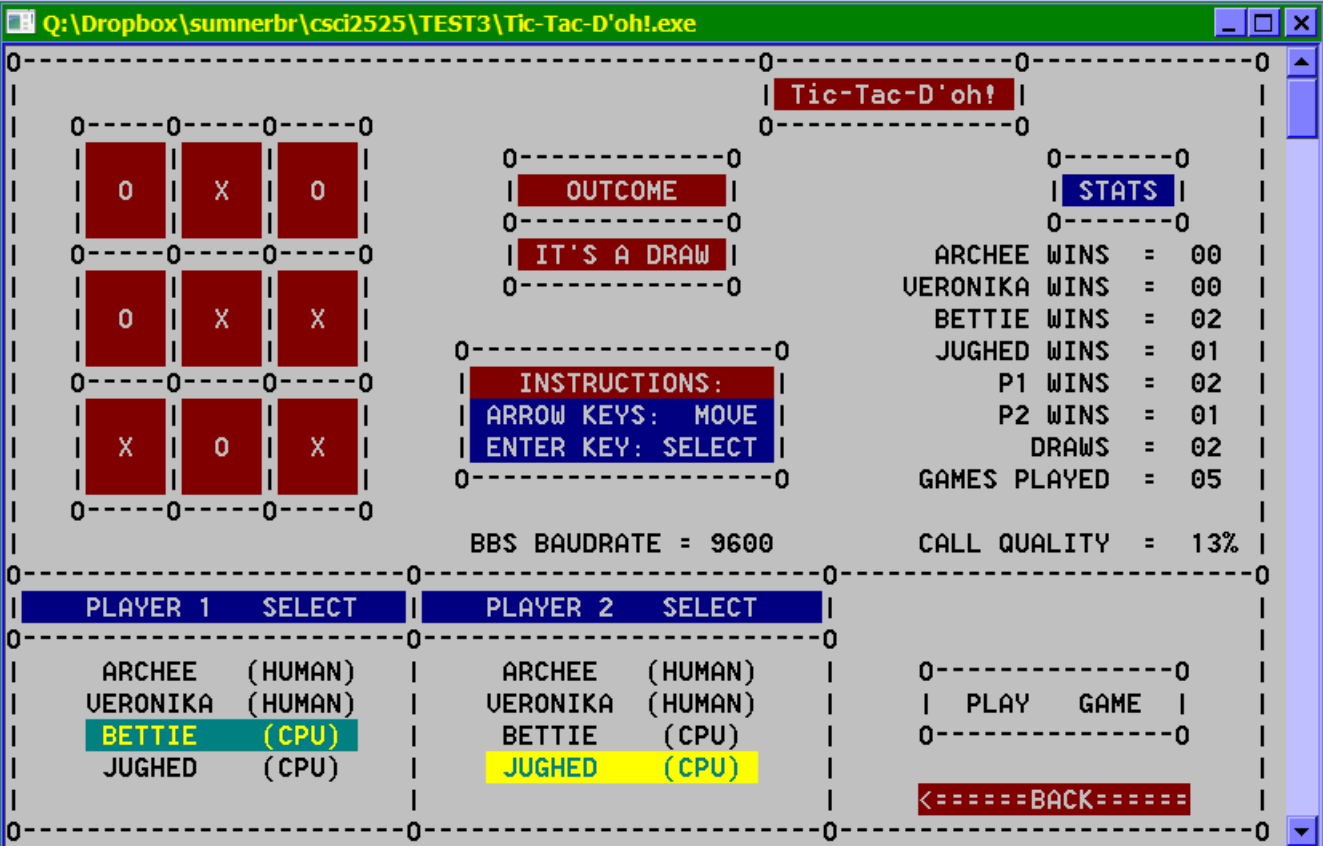 Q:\Dropbox\sumnerbr\csci2525\TEST3\Tic-Tac-D'oh!.exe
Tic-Tac-D'oh!
O X O
O X X
X O X
OUTCOME
IT'S A DRAW
INSTRUCTIONS:
ARROW KEYS: MOVE
ENTER KEY: SELECT
BBS BAUDRATE = 9600
STATS
ARCHEE WINS = 00
VERONIKA WINS = 00
BETTIE WINS = 02
JUGHED WINS = 01
P1 WINS = 02
P2 WINS = 01
DRAWS = 02
GAMES PLAYED = 05
CALL QUALITY = 13%
PLAYER 1 SELECT
ARCHEE (HUMAN)
VERONIKA (HUMAN)
BETTIE (CPU)
JUGHED (CPU)
PLAYER 2 SELECT
ARCHEE (HUMAN)
VERONIKA (HUMAN)
BETTIE (CPU)
JUGHED (CPU)
PLAY GAME
<======BACK======